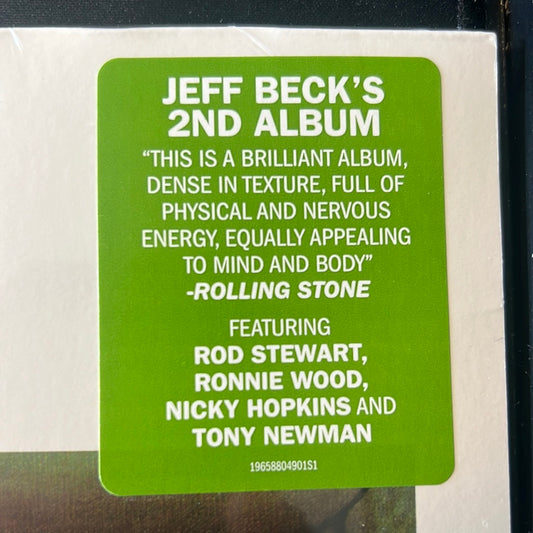 JEFF BECK’S
2ND ALBUM
“THIS IS A BRILLIANT ALBUM,
DENSE IN TEXTURE, FULL OF
PHYSICAL AND NERVOUS
ENERGY, EQUALLY APPEALING
TO MIND AND BODY”
-ROLLING STONE
FEATURING
ROD STEWART,
RONNIE WOOD,
NICKY HOPKINS AND
TONY NEWMAN
19658804901S1